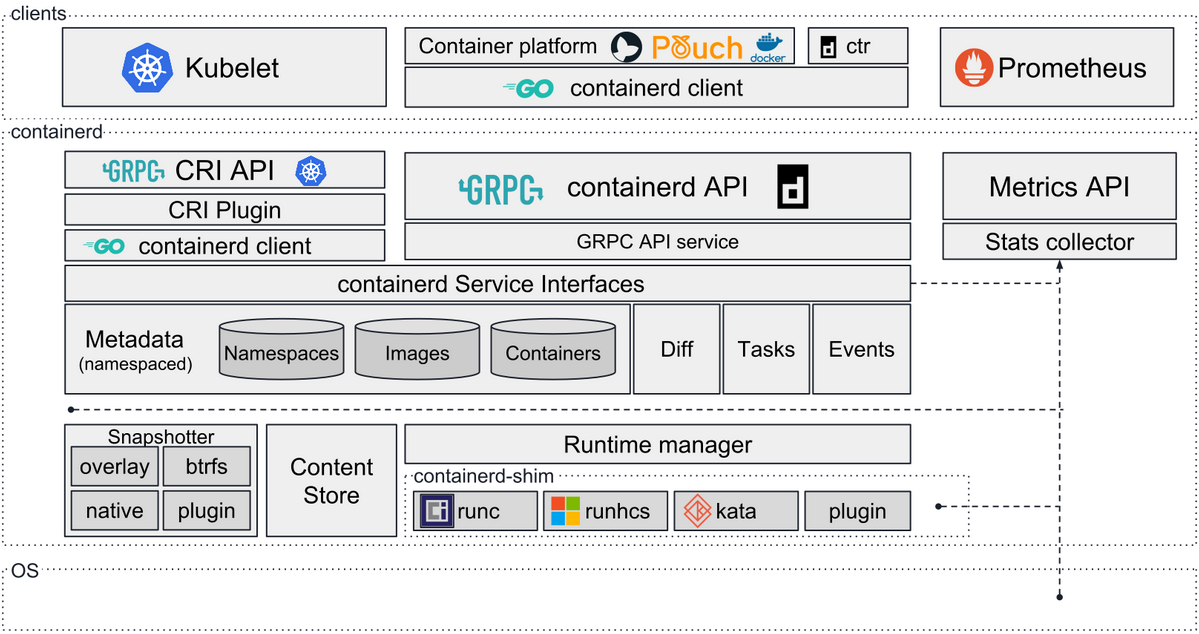 clients
Kubelet
Container platform Pouch docker
ctr
GO containerd client
Prometheus
containerd
GRPC CRI API
CRI Plugin
GO containerd client
GRPC containerd API
GRPC API service
Metrics API
Stats collector
containerd Service Interfaces
Metadata
(namespaced)
Namespaces
Images
Containers
Diff
Tasks
Events
Snapshotter
overlay
btrfs
native
plugin
Content
Store
Runtime manager
containerd-shim
runc
runhcs
kata
plugin
OS